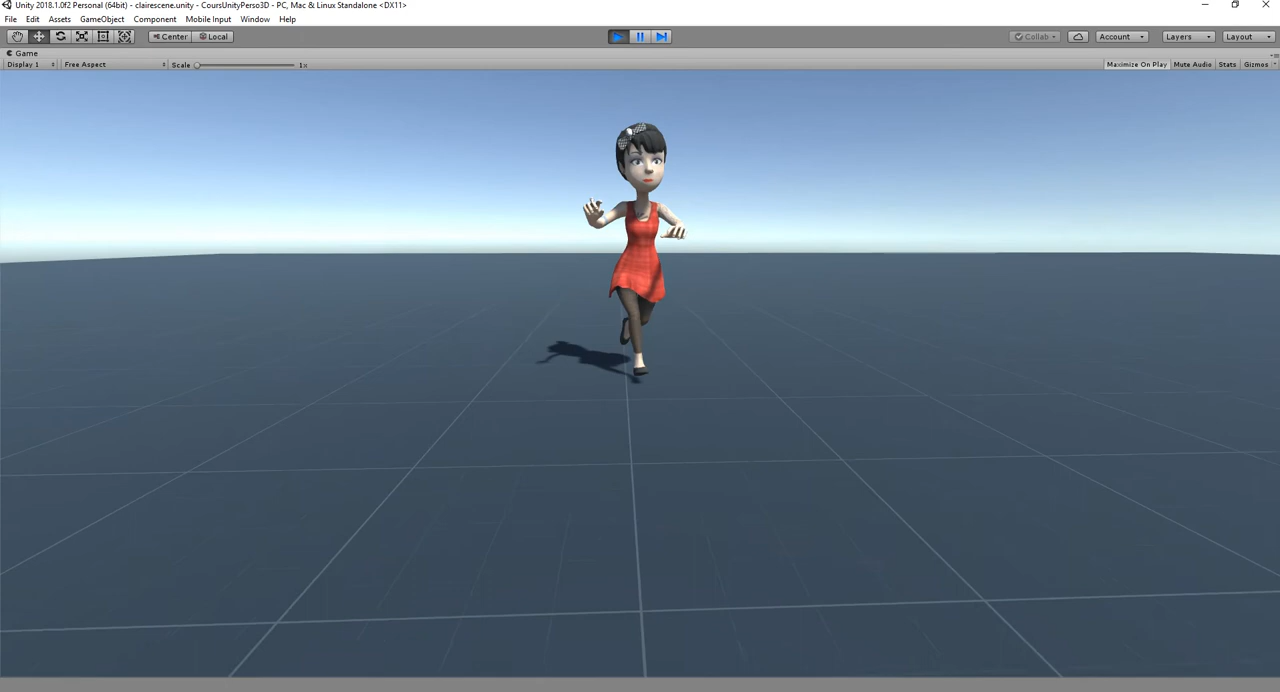 Unity 2018.1.0f2 Personal (64bit) - clairescene.unity - CoursUnityPerso3D - PC, Mac & Linux Standalone <DX11>
File Edit Assets GameObject Component Mobile Input Window Help
Center Local Collab Account Layers Layout
Game
Display 1 Free Aspect Scale 1x Maximize On Play Mute Audio Stats Gizmos